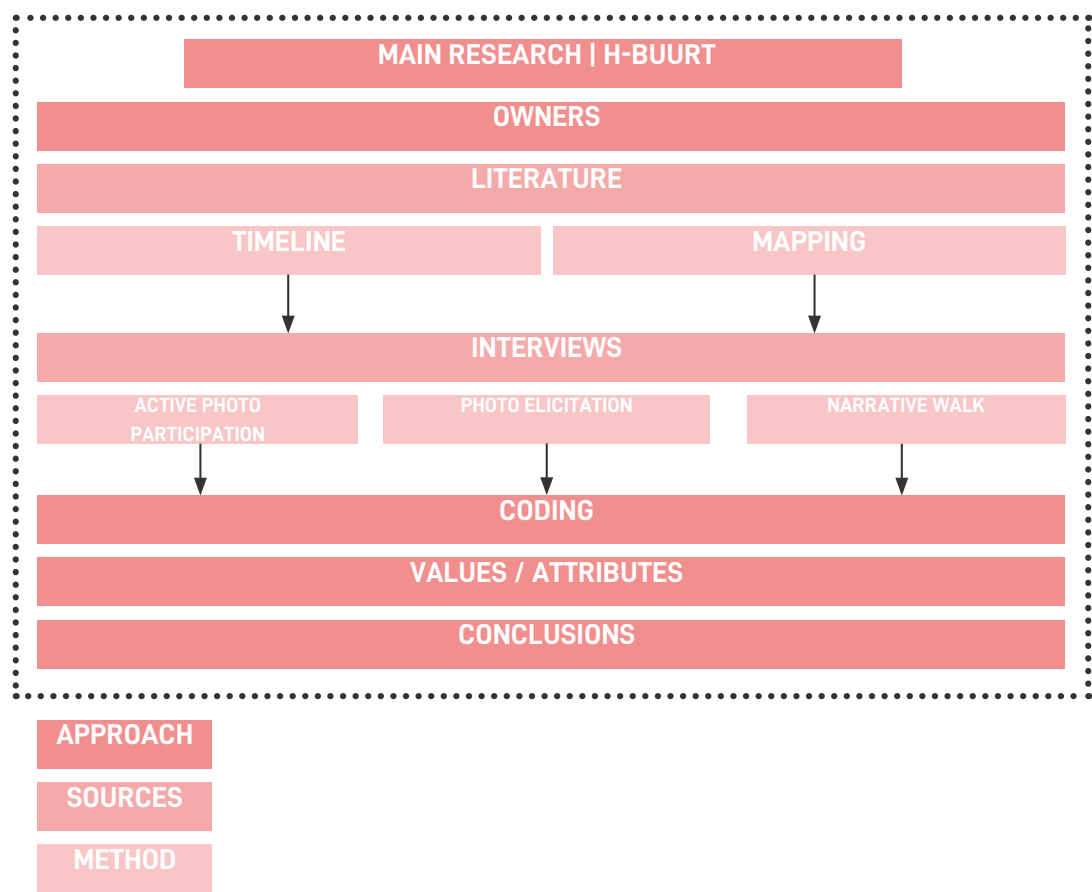 MAIN RESEARCH | H-BUURT
OWNERS
LITERATURE
TIMELINE
MAPPING
INTERVIEWS
ACTIVE PHOTO
PARTICIPATION
PHOTO ELICITATION
NARRATIVE WALK
CODING
VALUES / ATTRIBUTES
CONCLUSIONS
APPROACH
SOURCES
METHOD